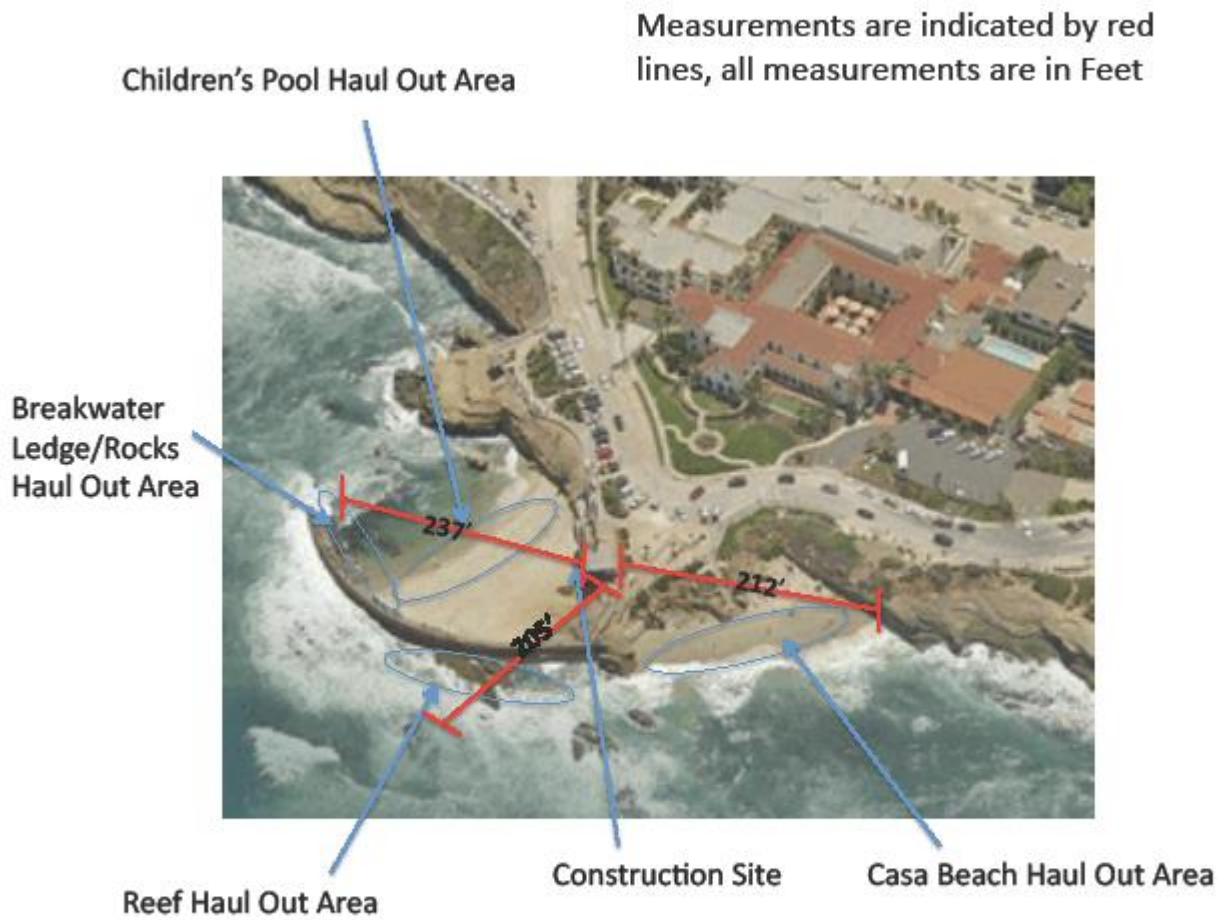 Measurements are indicated by red
lines, all measurements are in Feet
Children's Pool Haul Out Area
Breakwater
Ledge/Rocks
Haul Out Area
237'
212'
205'
Construction Site
Casa Beach Haul Out Area
Reef Haul Out Area